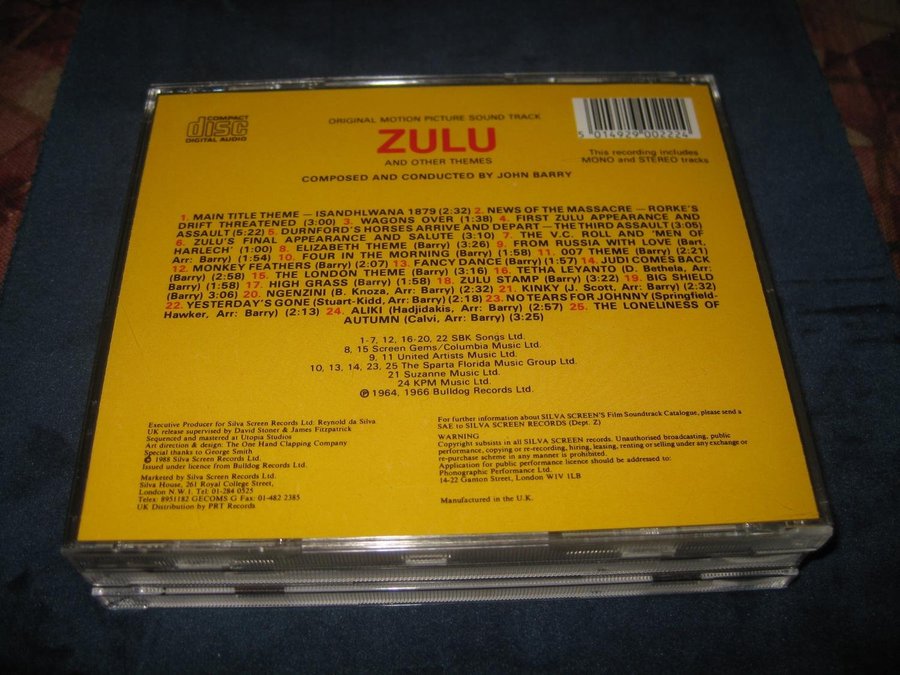 COMPACT
disc
DIGITAL AUDIO
ORIGINAL MOTION PICTURE SOUND TRACK
ZULU
AND OTHER THEMES
COMPOSED AND CONDUCTED BY JOHN BARRY
5 014929 002224
This recording includes
MONO and STEREO tracks
1. MAIN TITLE THEME — ISANDHLWANA 1879 (2:32) 2. NEWS OF THE MASSACRE — RORKE'S
DRIFT THREATENED (3:00) 3. WAGONS OVER (1:38) 4. FIRST ZULU APPEARANCE AND
ASSAULT (5:22) 5. DURNFORD'S HORSES ARRIVE AND DEPART — THE THIRD ASSAULT (3:05)
6. ZULU'S FINAL APPEARANCE AND SALUTE (3:10) 7. THE V.C. ROLL AND 'MEN OF
HARLECH' (1:00) 8. ELIZABETH THEME (Barry) (3:26) 9. FROM RUSSIA WITH LOVE (Bart,
Arr: Barry) (1:54) 10. FOUR IN THE MORNING (Barry) (1:58) 11. 007 THEME (Barry) (2:21)
12. MONKEY FEATHERS (Barry) (2:07) 13. FANCY DANCE (Barry) (1:57) 14. JUDI COMES BACK
(Barry) (2:58) 15. THE LONDON THEME (Barry) (3:16) 16. TETHA LEYANTO (D. Bethela, Arr:
Barry) (1:58) 17. HIGH GRASS (Barry) (1:58) 18. ZULU STAMP (Barry) (3:22) 19. BIG SHIELD
(Barry) 3:06) 20. NGENZINI (B. Knoza, Arr: Barry) (2:32) 21. KINKY (J. Scott, Arr: Barry) (2:32)
22. YESTERDAY'S GONE (Stuart-Kidd, Arr: Barry) (2:18) 23. NO TEARS FOR JOHNNY (Springfield-
Hawker, Arr: Barry) (2:13) 24. ALIKI (Hadjidakis, Arr: Barry) (2:57) 25. THE LONELINESS OF
AUTUMN (Calvi, Arr: Barry) (3:25)
1-7, 12, 16-20, 22 SBK Songs Ltd.
8, 15 Screen Gems/Columbia Music Ltd.
9, 11 United Artists Music Ltd.
10, 13, 14, 23, 25 The Sparta Florida Music Group Ltd.
21 Suzanne Music Ltd.
24 KPM Music Ltd.
℗ 1964, 1966 Bulldog Records Ltd.
Executive Producer for Silva Screen Records Ltd: Reynold da Silva
UK release supervised by David Stoner & James Fitzpatrick
Sequenced and mastered at Utopia Studios
Art direction & design: The One Hand Clapping Company
Special thanks to George Smith
© 1988 Silva Screen Records Ltd.
Issued under licence from Bulldog Records Ltd.
Marketed by Silva Screen Records Ltd.
Silva House, 261 Royal College Street,
London N.W.1. Tel: 01-284 0525
Telex: 8951182 GECOMS G Fax: 01-482 2385
UK Distribution by PRT Records
For further information about SILVA SCREEN'S Film Soundtrack Catalogue, please send a
SAE to SILVA SCREEN RECORDS (Dept. Z)
WARNING
Copyright subsists in all SILVA SCREEN records. Unauthorised broadcasting, public
performance, copying or re-recording, hiring, leasing, renting or selling under any exchange or
re-purchase scheme in any manner is prohibited.
Application for public performance licence should be addressed to:
Phonographic Performance Ltd.
14-22 Ganton Street, London W1V 1LB
Manufactured in the U.K.